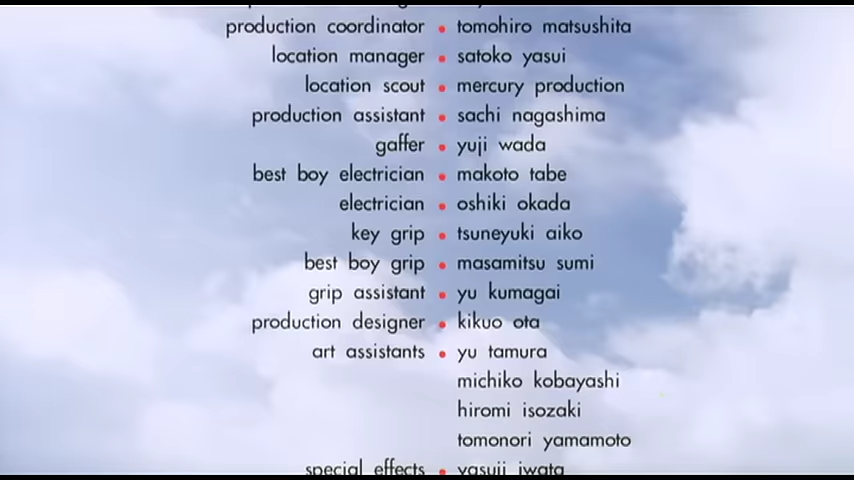 production coordinator • tomohiro matsushita
location manager • satoko yasui
location scout • mercury production
production assistant • sachi nagashima
gaffer • yuji wada
best boy electrician • makoto tabe
electrician • oshiki okada
key grip • tsuneyuki aiko
best boy grip • masamitsu sumi
grip assistant • yu kumagai
production designer • kikuo ota
art assistants • yu tamura
michiko kobayashi
hiromi isozaki
tomonori yamamoto
special effects • yasuji iwata